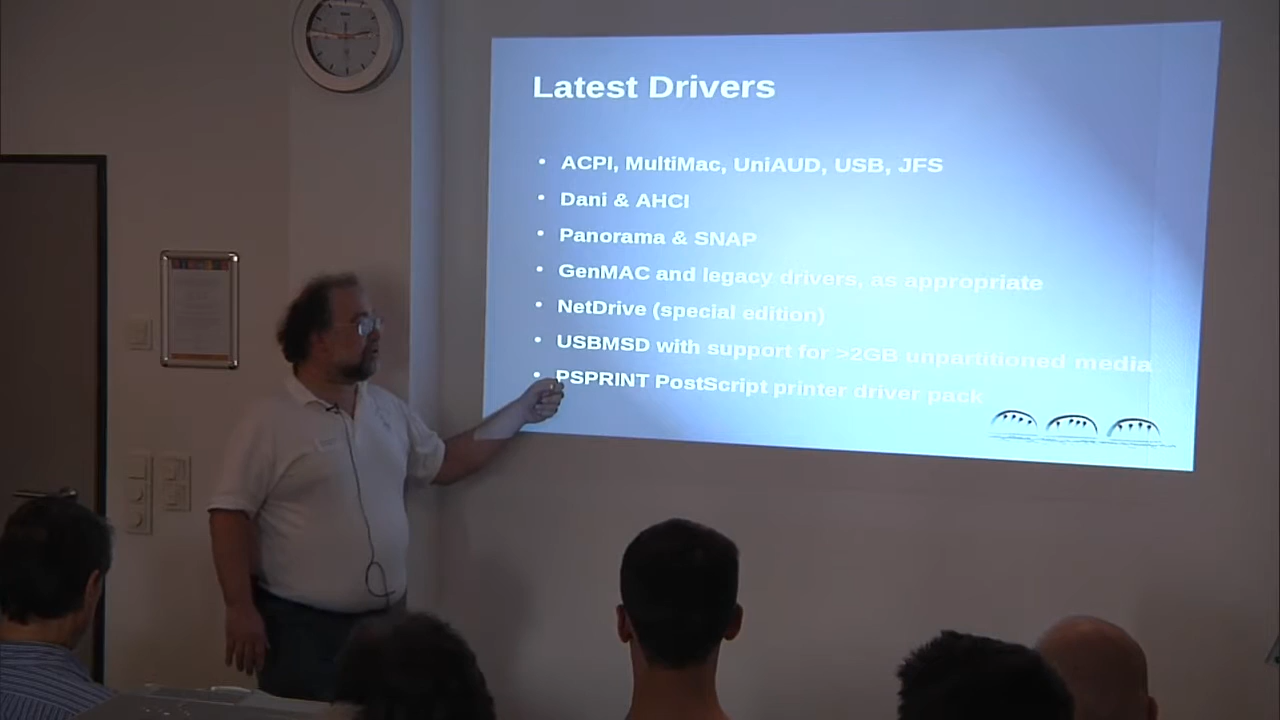 Latest Drivers
• ACPI, MultiMac, UniAUD, USB, JFS
• Dani & AHCI
• Panorama & SNAP
• GenMAC and legacy drivers, as appropriate
• NetDrive (special edition)
• USBMSD with support for >2GB unpartitioned media
• PSPRINT PostScript printer driver pack